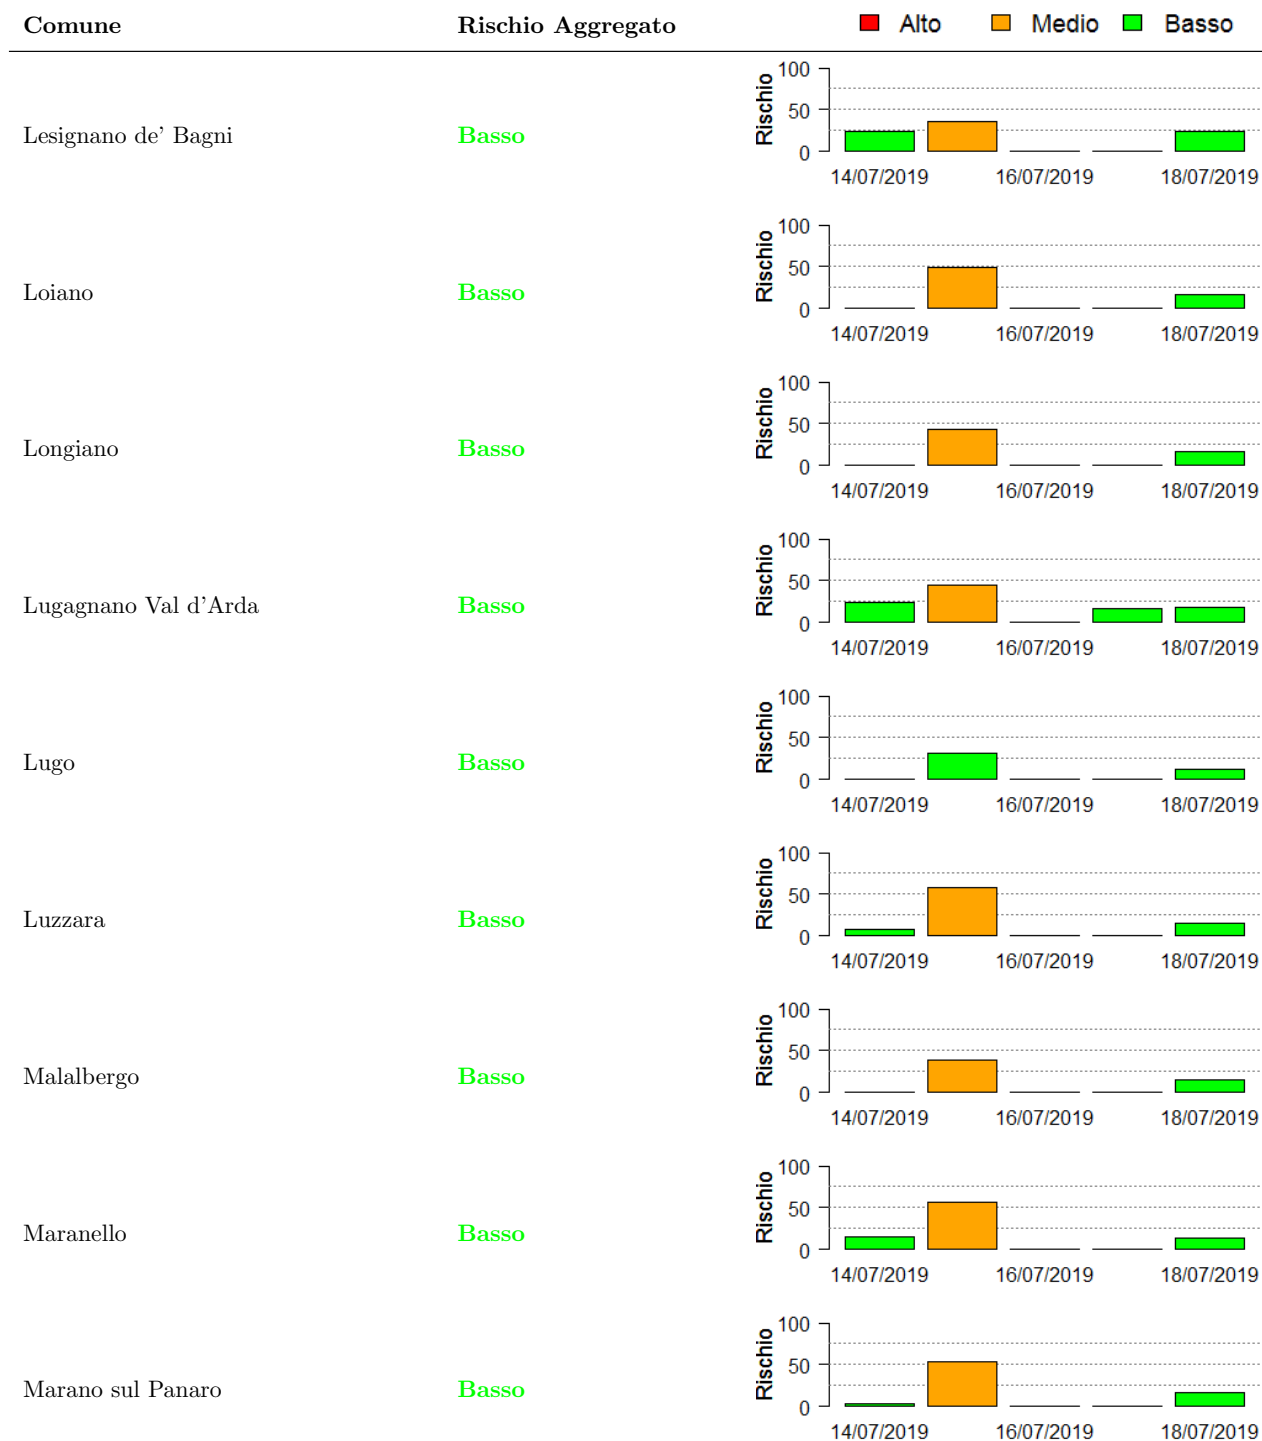 Comune Rischio Aggregato Alto Medio Basso
Lesignano de' Bagni Basso Rischio 100 50 0
14/07/2019 16/07/2019 18/07/2019
Loiano Basso Rischio 100 50 0
14/07/2019 16/07/2019 18/07/2019
Longiano Basso Rischio 100 50 0
14/07/2019 16/07/2019 18/07/2019
Lugagnano Val d'Arda Basso Rischio 100 50 0
14/07/2019 16/07/2019 18/07/2019
Lugo Basso Rischio 100 50 0
14/07/2019 16/07/2019 18/07/2019
Luzzara Basso Rischio 100 50 0
14/07/2019 16/07/2019 18/07/2019
Malalbergo Basso Rischio 100 50 0
14/07/2019 16/07/2019 18/07/2019
Maranello Basso Rischio 100 50 0
14/07/2019 16/07/2019 18/07/2019
Marano sul Panaro Basso Rischio 100 50 0
14/07/2019 16/07/2019 18/07/2019